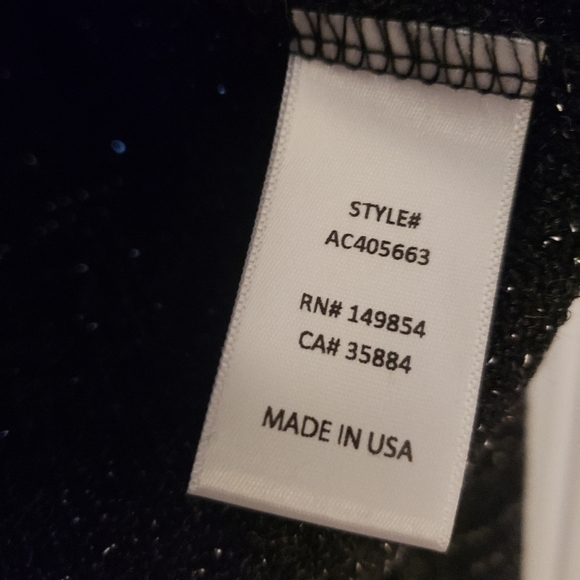 STYLE#
AC405663
RN# 149854
CA# 35884
MADE IN USA